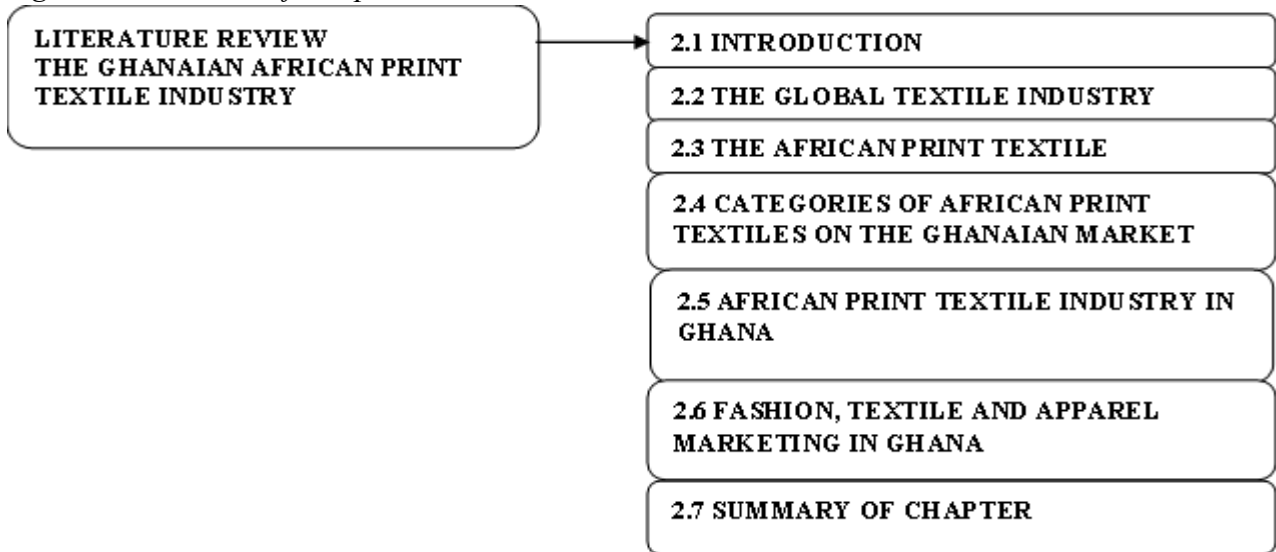 LITERATURE REVIEW
THE GHANAIAN AFRICAN PRINT
TEXTILE INDUSTRY
2.1 INTRODUCTION
2.2 THE GLOBAL TEXTILE INDUSTRY
2.3 THE AFRICAN PRINT TEXTILE
2.4 CATEGORIES OF AFRICAN PRINT
TEXTILES ON THE GHANAIAN MARKET
2.5 AFRICAN PRINT TEXTILE INDUSTRY IN
GHANA
2.6 FASHION, TEXTILE AND APPAREL
MARKETING IN GHANA
2.7 SUMMARY OF CHAPTER